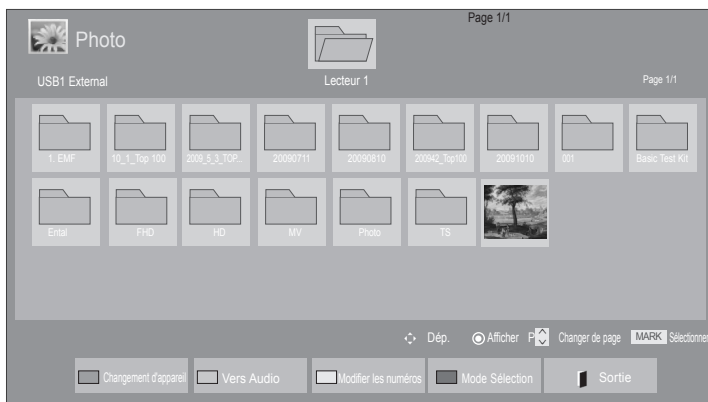 Page 1/1
Photo
USB1 External
Lecteur 1
Page 1/1
1. EMF 10_1_Top 100 2009_5_3_TOP... 20090711 20090810 200942_Top100 20091010 001 Basic Test Kit
Ental FHD HD MV Photo TS
Dép. Afficher P Changer de page MARK Sélectionner
Changement d'appareil Vers Audio Modifier les numéros Mode Sélection Sortie